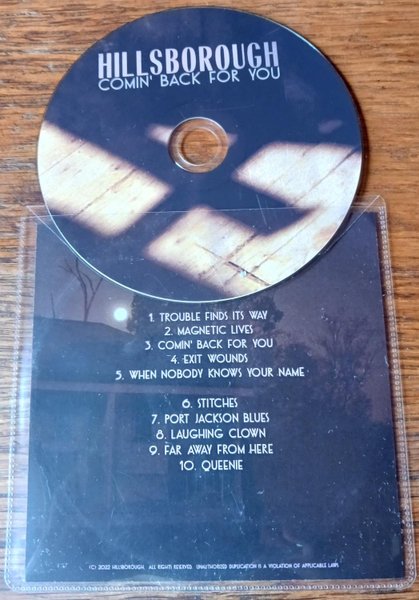 HILLSBOROUGH
COMIN' BACK FOR YOU
1. TROUBLE FINDS ITS WAY
2. MAGNETIC LIVES
3. COMIN' BACK FOR YOU
4. EXIT WOUNDS
5. WHEN NOBODY KNOWS YOUR NAME
6. STITCHES
7. PORT JACKSON BLUES
8. LAUGHING CLOWN
9. FAR AWAY FROM HERE
10. QUEENIE
(C) 2022 HILLSBOROUGH. ALL RIGHTS RESERVED. UNAUTHORIZED DUPLICATION IS A VIOLATION OF APPLICABLE LAWS.